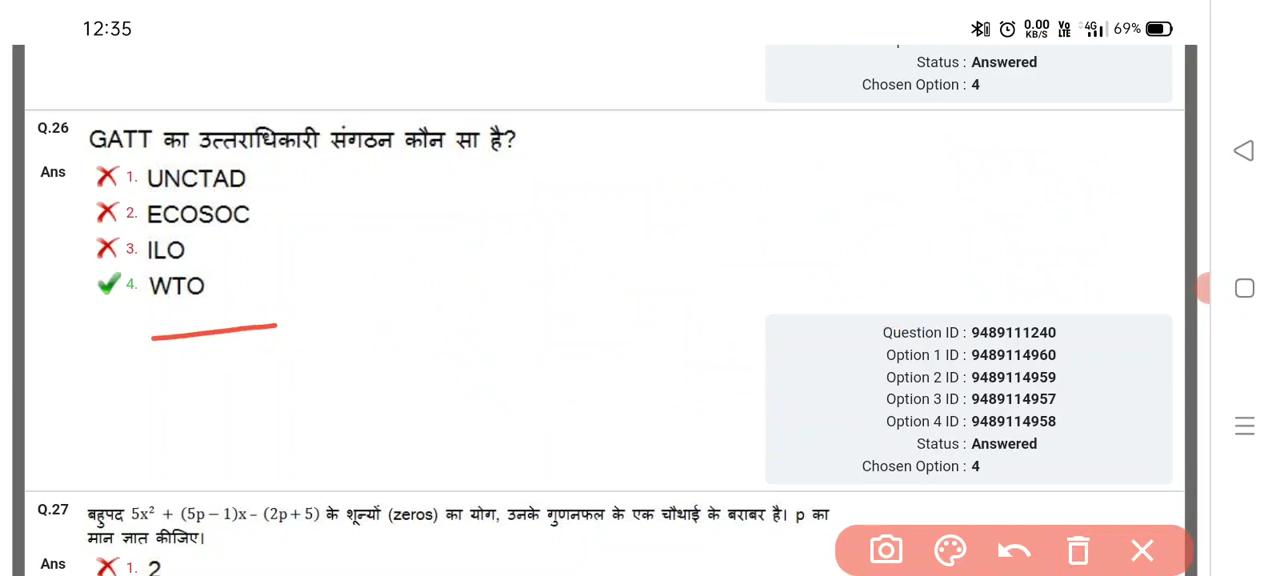 12:35
0.00 KB/S
Vo LTE
4G
69%
Status : Answered
Chosen Option : 4
Q.26
GATT का उत्तराधिकारी संगठन कौन सा है?
Ans
1. UNCTAD
2. ECOSOC
3. ILO
4. WTO
Question ID : 9489111240
Option 1 ID : 9489114960
Option 2 ID : 9489114959
Option 3 ID : 9489114957
Option 4 ID : 9489114958
Status : Answered
Chosen Option : 4
Q.27
बहुपद 5x² + (5p − 1)x − (2p + 5) के शून्यों (zeros) का योग, उनके गुणनफल के एक चौथाई के बराबर है। p का
मान ज्ञात कीजिए।
Ans
1. 2